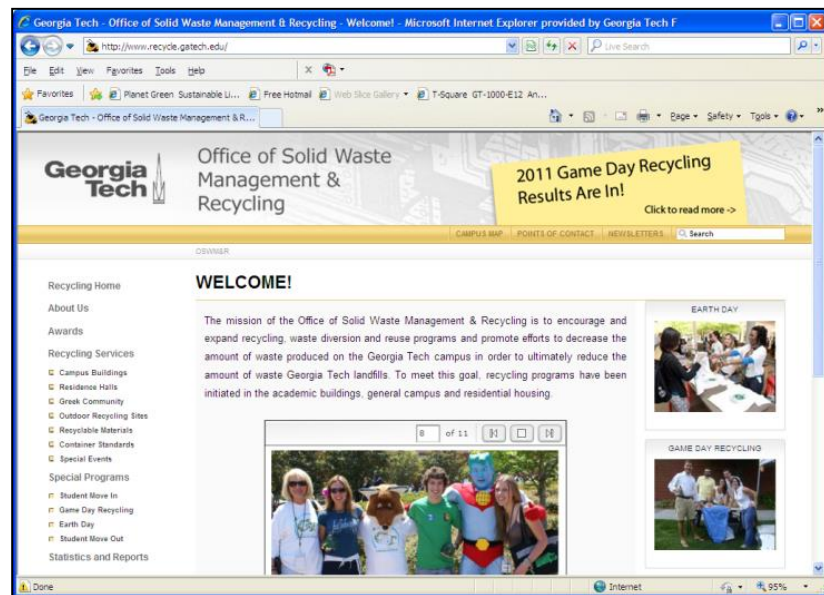 Georgia Tech - Office of Solid Waste Management & Recycling - Welcome! - Microsoft Internet Explorer provided by Georgia Tech F
http://www.recycle.gatech.edu/
Live Search
File Edit View Favorites Tools Help
Favorites Planet Green Sustainable Li... Free Hotmail Web Slice Gallery T-Square GT-1000-E12 An...
Georgia Tech - Office of Solid Waste Management & R...
Page Safety Tools
Georgia
Tech
Office of Solid Waste
Management &
Recycling
2011 Game Day Recycling
Results Are In!
Click to read more ->
CAMPUS MAP POINTS OF CONTACT NEWSLETTERS Search
OSWM&R
Recycling Home
About Us
Awards
Recycling Services
Campus Buildings
Residence Halls
Greek Community
Outdoor Recycling Sites
Recyclable Materials
Container Standards
Special Events
Special Programs
Student Move In
Game Day Recycling
Earth Day
Student Move Out
Statistics and Reports
WELCOME!
The mission of the Office of Solid Waste Management & Recycling is to encourage and
expand recycling, waste diversion and reuse programs and promote efforts to decrease the
amount of waste produced on the Georgia Tech campus in order to ultimately reduce the
amount of waste Georgia Tech landfills. To meet this goal, recycling programs have been
initiated in the academic buildings, general campus and residential housing.
8 of 11
EARTH DAY
GAME DAY RECYCLING
Done Internet 95%